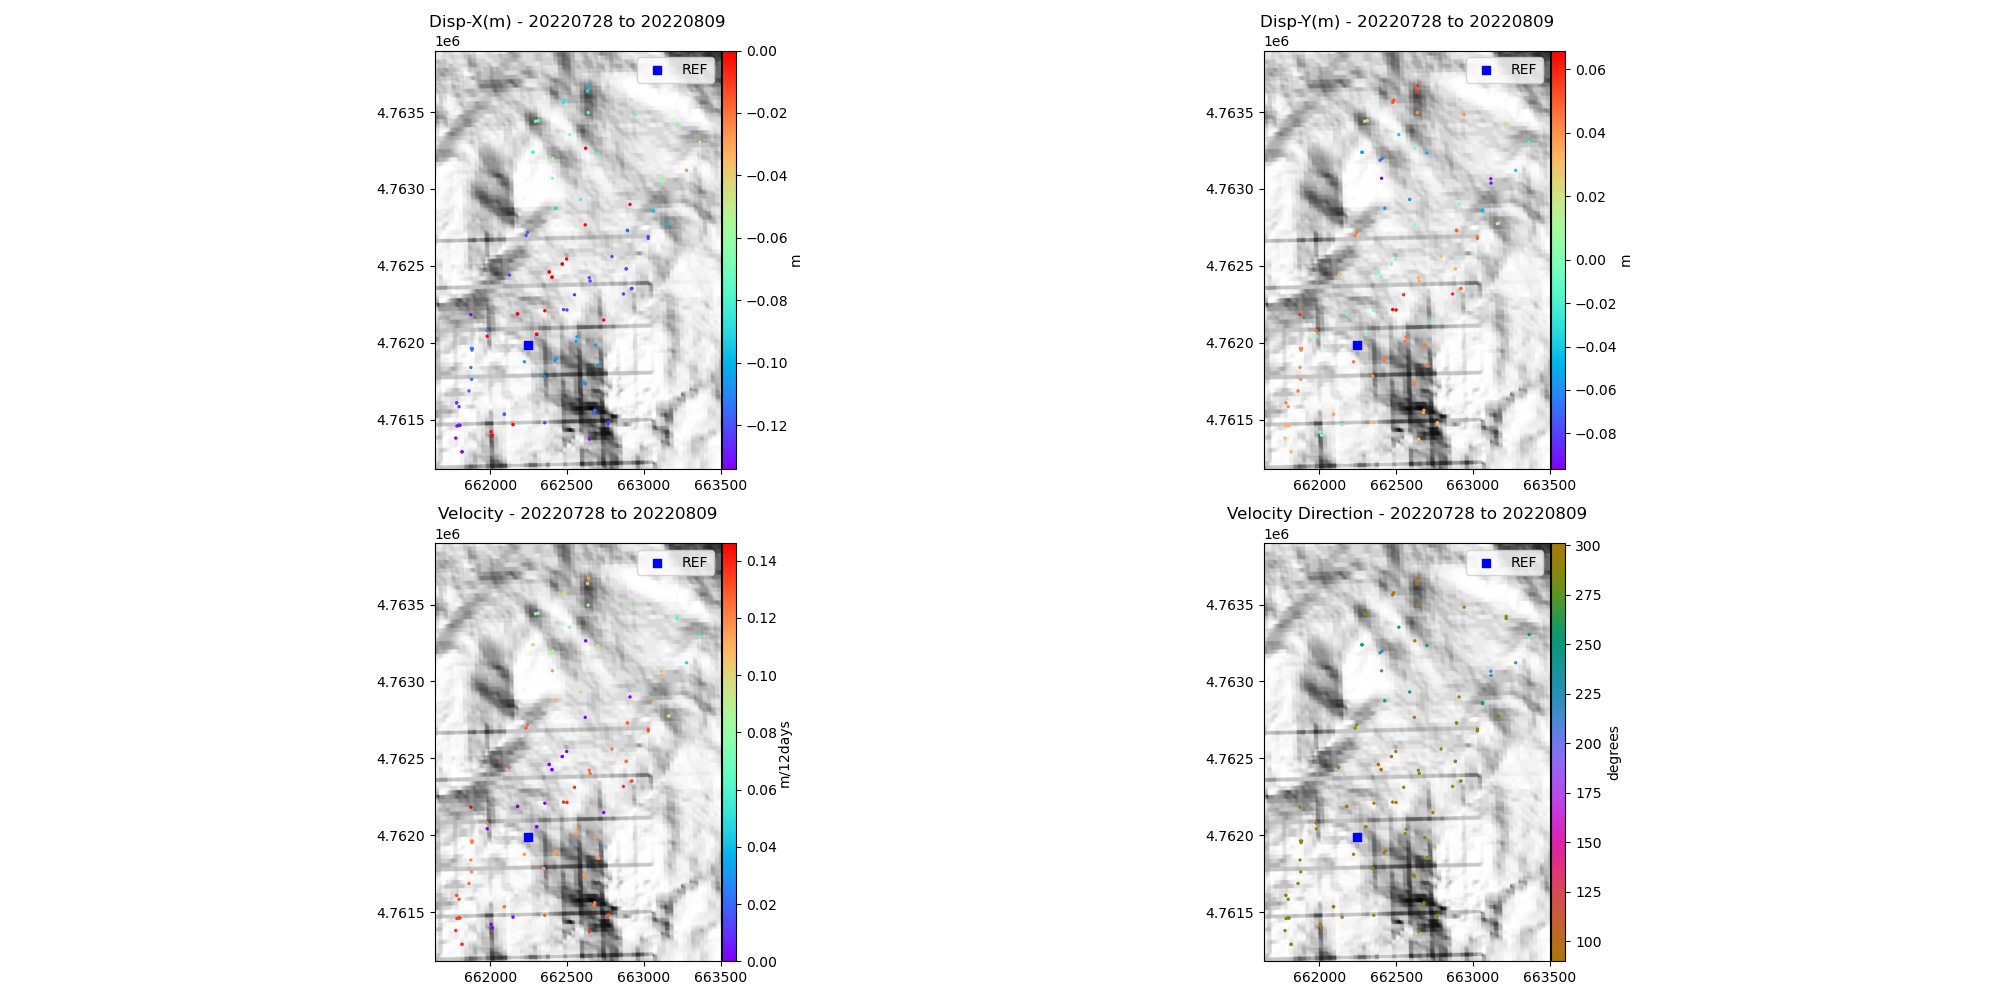 Disp-X(m) - 20220728 to 20220809
1e6
REF
4.7635
4.7630
4.7625
4.7620
4.7615
662000 662500 663000 663500
0.00
−0.02
−0.04
−0.06
−0.08
−0.10
−0.12
m
Disp-Y(m) - 20220728 to 20220809
1e6
REF
4.7635
4.7630
4.7625
4.7620
4.7615
662000 662500 663000 663500
0.06
0.04
0.02
0.00
−0.02
−0.04
−0.06
−0.08
m
Velocity - 20220728 to 20220809
1e6
REF
4.7635
4.7630
4.7625
4.7620
4.7615
662000 662500 663000 663500
0.14
0.12
0.10
0.08
0.06
0.04
0.02
0.00
m/12days
Velocity Direction - 20220728 to 20220809
1e6
REF
4.7635
4.7630
4.7625
4.7620
4.7615
662000 662500 663000 663500
300
275
250
225
200
175
150
125
100
degrees